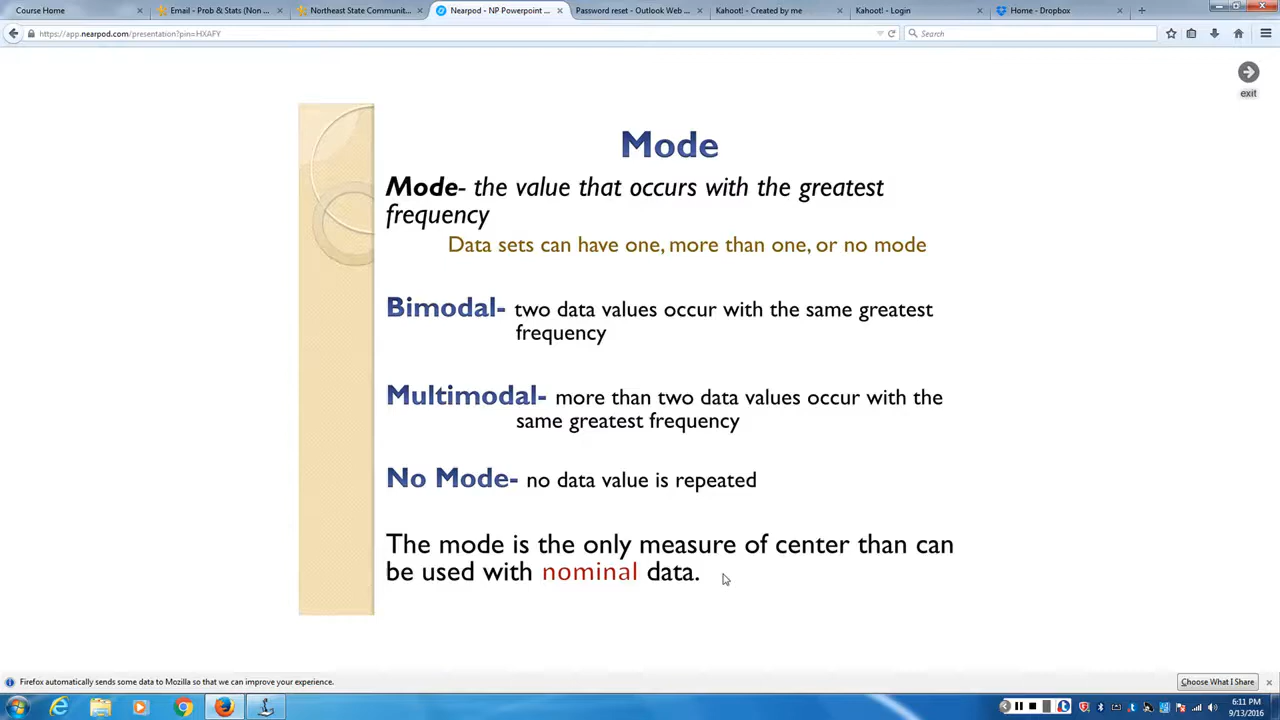 Course Home
Email - Prob & Stats (Non ...
Northeast State Communit...
Nearpod - NP Powerpoint ...
Password reset - Outlook Web ...
Kahoot! - Created by me
Kahoot! - Login
Home - Dropbox
https://app.nearpod.com/presentation?pin=HXAFY
Search
exit
Mode
Mode- the value that occurs with the greatest
frequency
Data sets can have one, more than one, or no mode
Bimodal- two data values occur with the same greatest
frequency
Multimodal- more than two data values occur with the
same greatest frequency
No Mode- no data value is repeated
The mode is the only measure of center than can
be used with nominal data.
Firefox automatically sends some data to Mozilla so that we can improve your experience.
Choose What I Share
6:11 PM
9/13/2016